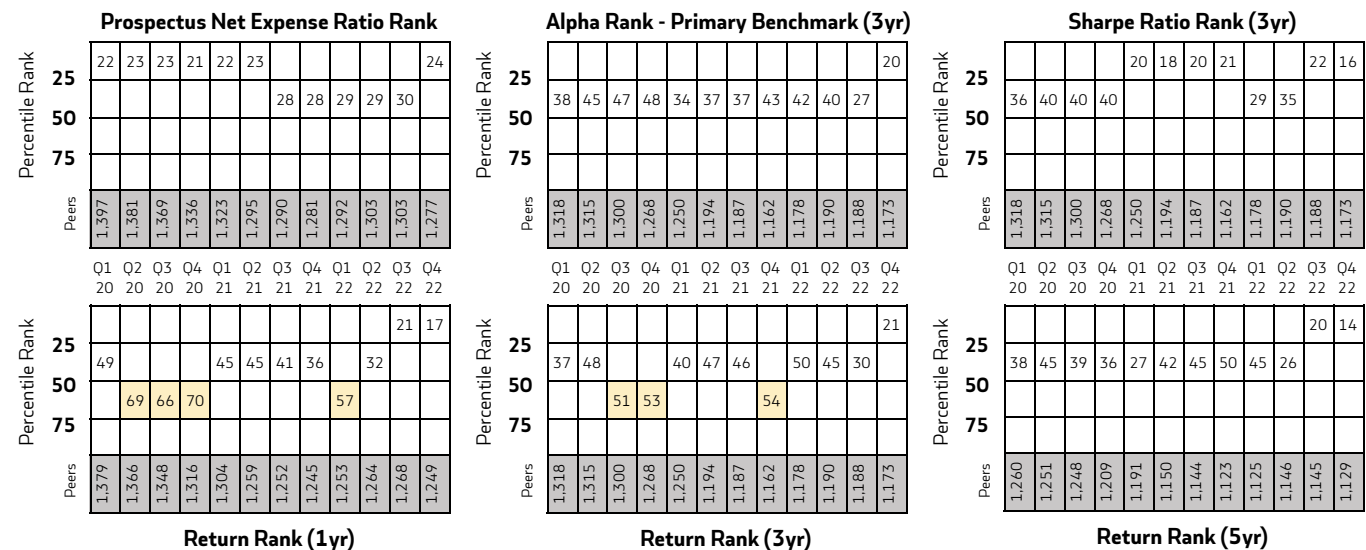 Prospectus Net Expense Ratio Rank
Percentile Rank
25
50
75
22 23 23 21 22 23 24
28 28 29 29 30
Peers
1,397 1,381 1,369 1,336 1,323 1,295 1,290 1,281 1,292 1,303 1,303 1,277
Q1 Q2 Q3 Q4 Q1 Q2 Q3 Q4 Q1 Q2 Q3 Q4
20 20 20 20 21 21 21 21 22 22 22 22
Alpha Rank - Primary Benchmark (3yr)
Percentile Rank
25
50
75
20
38 45 47 48 34 37 37 43 42 40 27
Peers
1,318 1,315 1,300 1,268 1,250 1,194 1,187 1,162 1,178 1,190 1,188 1,173
Q1 Q2 Q3 Q4 Q1 Q2 Q3 Q4 Q1 Q2 Q3 Q4
20 20 20 20 21 21 21 21 22 22 22 22
Sharpe Ratio Rank (3yr)
Percentile Rank
25
50
75
20 18 20 21 22 16
36 40 40 40 29 35
Peers
1,318 1,315 1,300 1,268 1,250 1,194 1,187 1,162 1,178 1,190 1,188 1,173
Q1 Q2 Q3 Q4 Q1 Q2 Q3 Q4 Q1 Q2 Q3 Q4
20 20 20 20 21 21 21 21 22 22 22 22
Percentile Rank
25
50
75
21 17
49 45 45 41 36 32
69 66 70 57
Peers
1,379 1,366 1,348 1,316 1,304 1,259 1,252 1,245 1,253 1,264 1,268 1,249
Return Rank (1yr)
Percentile Rank
25
50
75
21
37 48 40 47 46 50 45 30
51 53 54
Peers
1,318 1,315 1,300 1,268 1,250 1,194 1,187 1,162 1,178 1,190 1,188 1,173
Return Rank (3yr)
Percentile Rank
25
50
75
20 14
38 45 39 36 27 42 45 50 45 26
Peers
1,260 1,251 1,248 1,209 1,191 1,150 1,144 1,123 1,125 1,146 1,145 1,129
Return Rank (5yr)